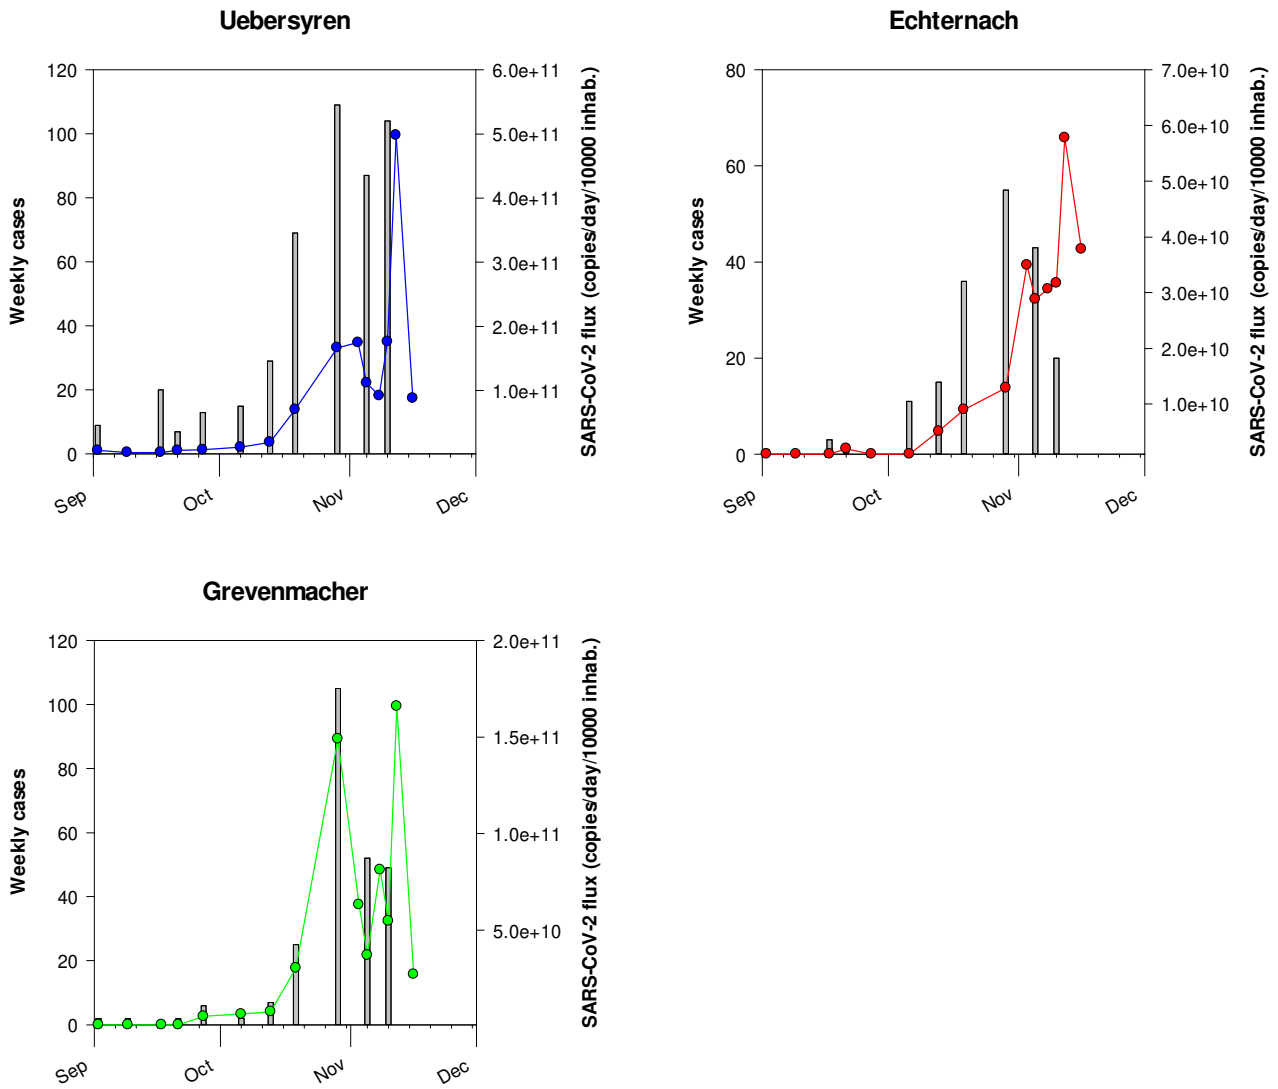 Uebersyren
120
100
80
60
40
20
0
Weekly cases
6.0e+11
5.0e+11
4.0e+11
3.0e+11
2.0e+11
1.0e+11
SARS-CoV-2 flux (copies/day/10000 inhab.)
Sep
Oct
Nov
Dec
Echternach
80
60
40
20
0
Weekly cases
7.0e+10
6.0e+10
5.0e+10
4.0e+10
3.0e+10
2.0e+10
1.0e+10
SARS-CoV-2 flux (copies/day/10000 inhab.)
Sep
Oct
Nov
Dec
Grevenmacher
120
100
80
60
40
20
0
Weekly cases
2.0e+11
1.5e+11
1.0e+11
5.0e+10
SARS-CoV-2 flux (copies/day/10000 inhab.)
Sep
Oct
Nov
Dec